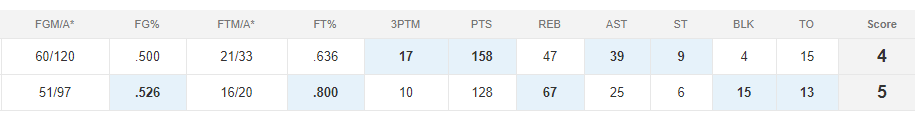 FGM/A* FG% FTM/A* FT% 3PTM PTS REB AST ST BLK TO Score
60/120 .500 21/33 .636 17 158 47 39 9 4 15 4
51/97 .526 16/20 .800 10 128 67 25 6 15 13 5